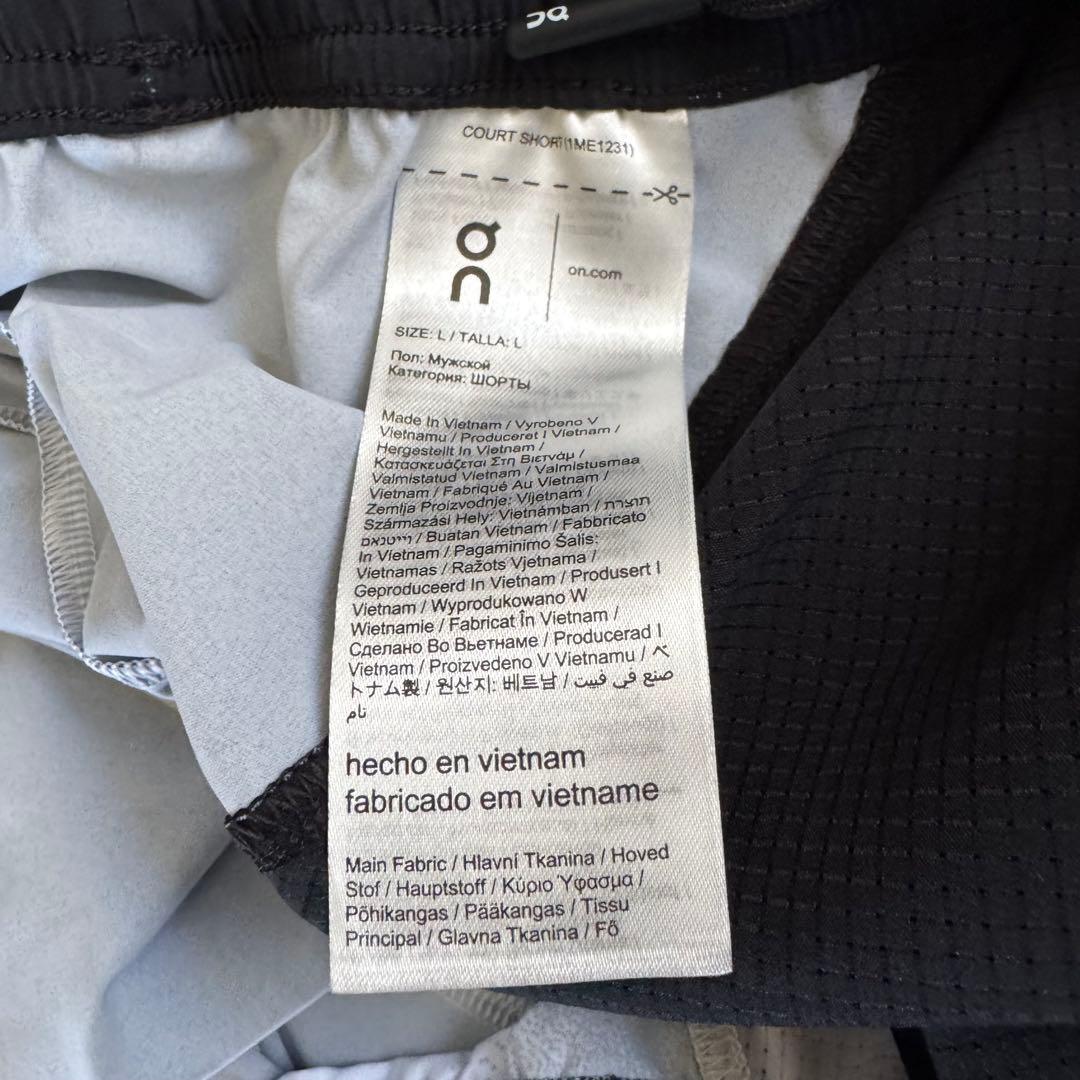 COURT SHORT(1ME1231)
on.com
SIZE: L / TALLA: L
Пол: Мужской
Категория: ШОРТЫ
Made In Vietnam / Vyrobeno V
Vietnamu / Produceret I Vietnam /
Hergestellt In Vietnam /
Κατασκευάζεται Στη Βιετνάμ /
Valmistatud Vietnam / Valmistusmaa
Vietnam / Fabriqué Au Vietnam /
Zemlja Proizvodnje: Vijetnam /
Származási Hely: Vietnámban / תוצרת
וייטנאם / Buatan Vietnam / Fabbricato
In Vietnam / Pagaminimo Šalis:
Vietnamas / Ražots Vjetnama /
Geproduceerd In Vietnam / Produsert I
Vietnam / Wyprodukowano W
Wietnamie / Fabricat În Vietnam /
Сделано Во Вьетнаме / Producerad I
Vietnam / Proizvedeno V Vietnamu / ベ
トナム製 / 원산지: 베트남 / صنع في فييت
نام
hecho en vietnam
fabricado em vietname
Main Fabric / Hlavní Tkanina / Hoved
Stof / Hauptstoff / Κύριο Ύφασμα /
Põhikangas / Pääkangas / Tissu
Principal / Glavna Tkanina / Fő